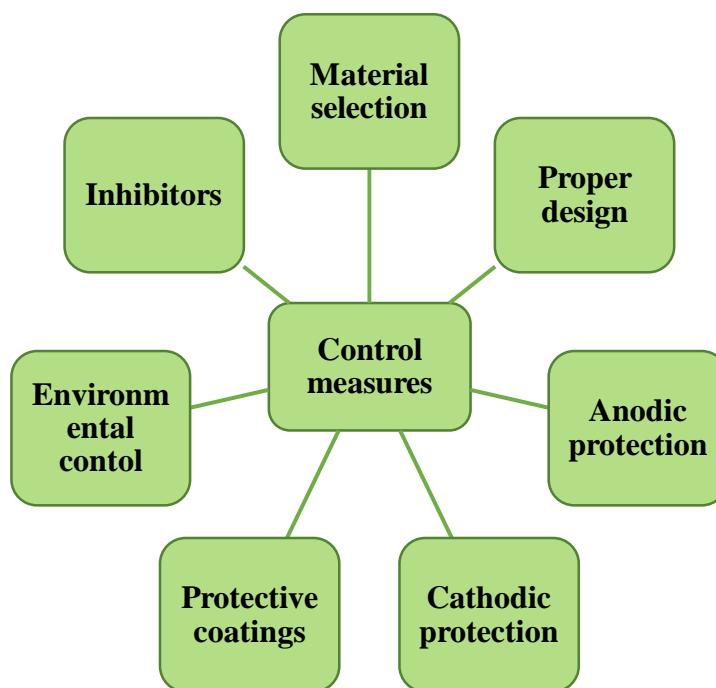 Material
selection
Inhibitors
Proper
design
Control
measures
Environm
ental
contol
Anodic
protection
Protective
coatings
Cathodic
protection